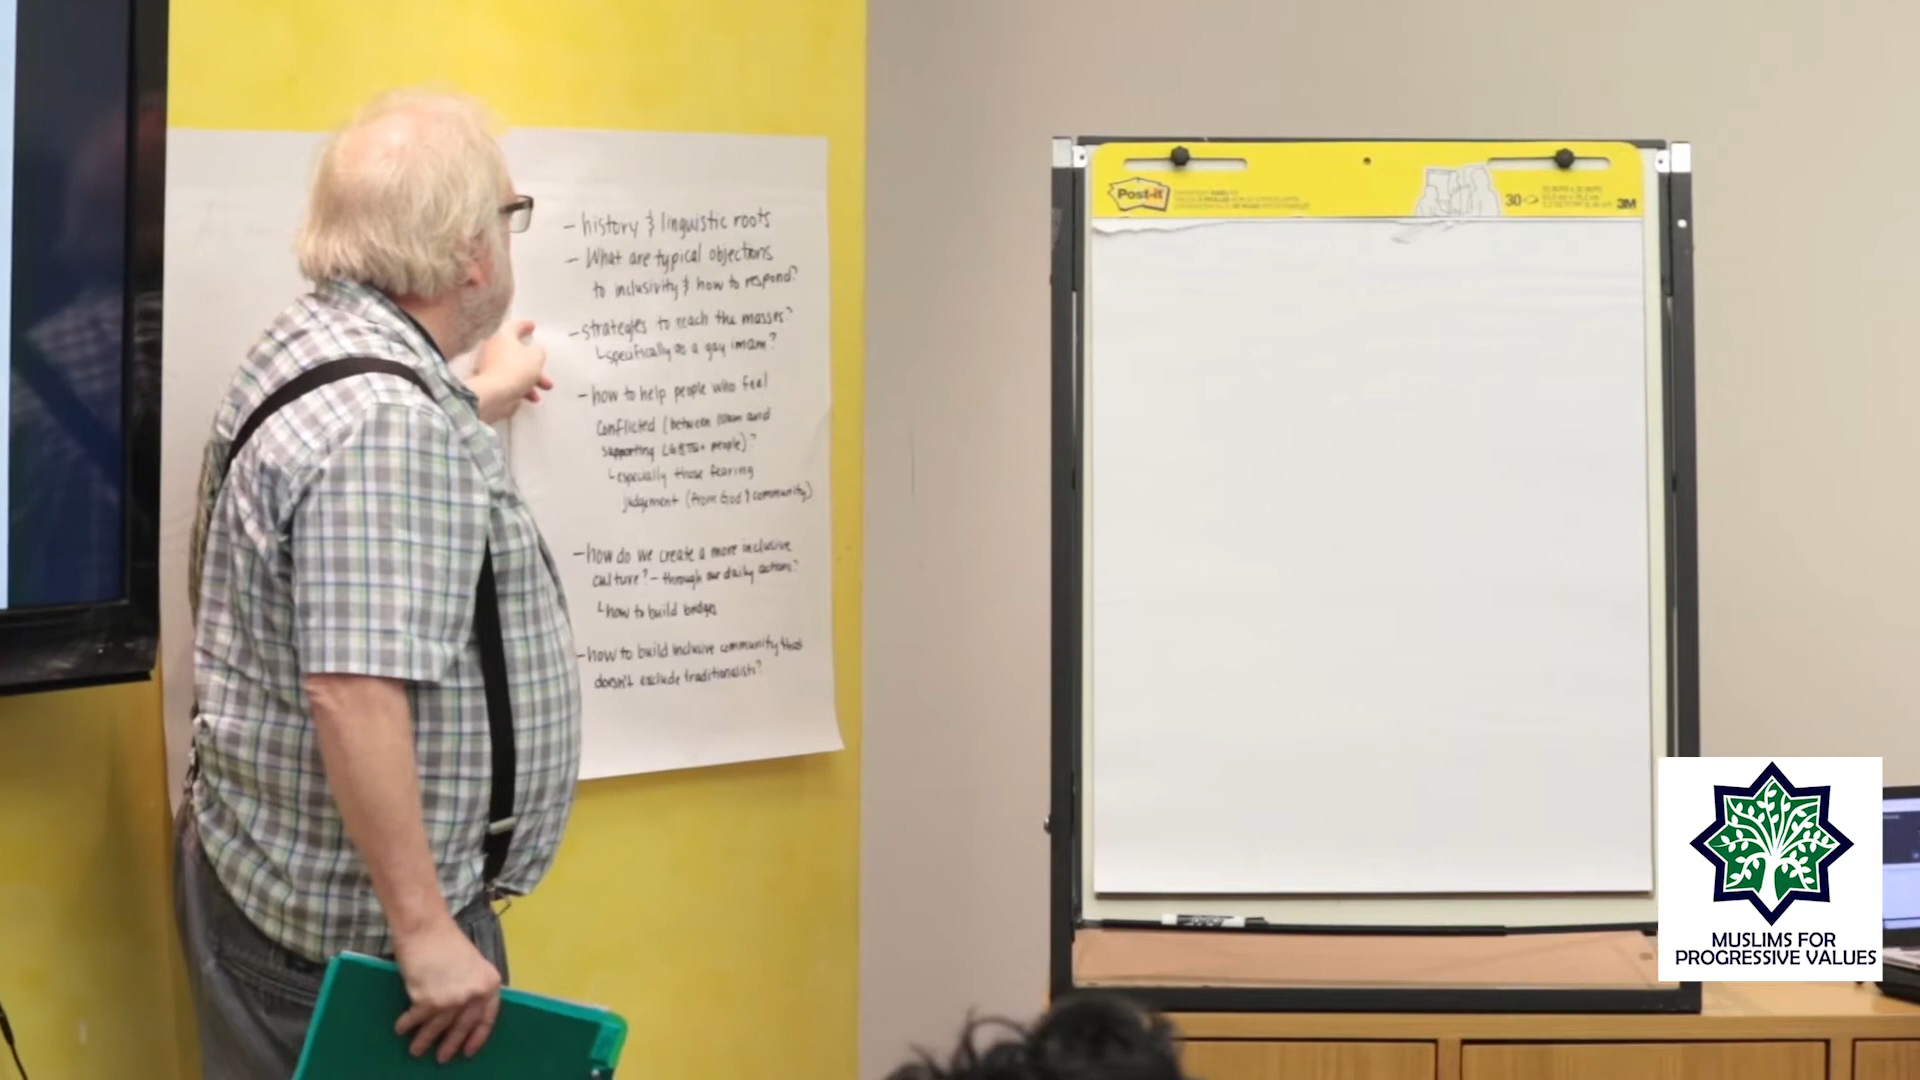 - history & linguistic roots
- What are typical objections
to inclusivity & how to respond?
- strategies to reach the masses?
specifically as a gay imam?
- how to help people who feel
conflicted (between Islam and
supporting LGBTQ+ people)?
especially those fearing
judgement (from God & community)
- how do we create a more inclusive
culture? - through our daily actions?
how to build bridges
- how to build inclusive community that
doesn't exclude traditionalists?
Post-it
30
3M
MUSLIMS FOR
PROGRESSIVE VALUES